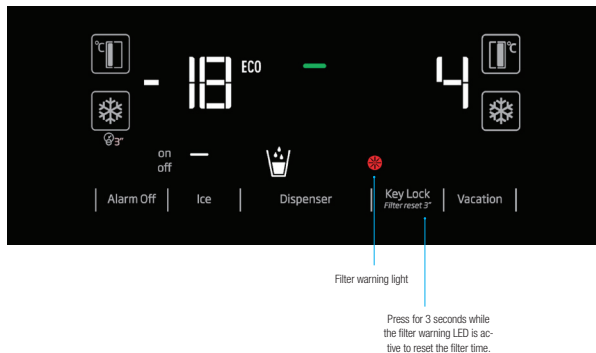 °C
- 18 ECO
4
°C
3"
on
off
Alarm Off
Ice
Dispenser
Key Lock
Filter reset 3"
Vacation
Filter warning light
Press for 3 seconds while
the filter warning LED is ac-
tive to reset the filter time.